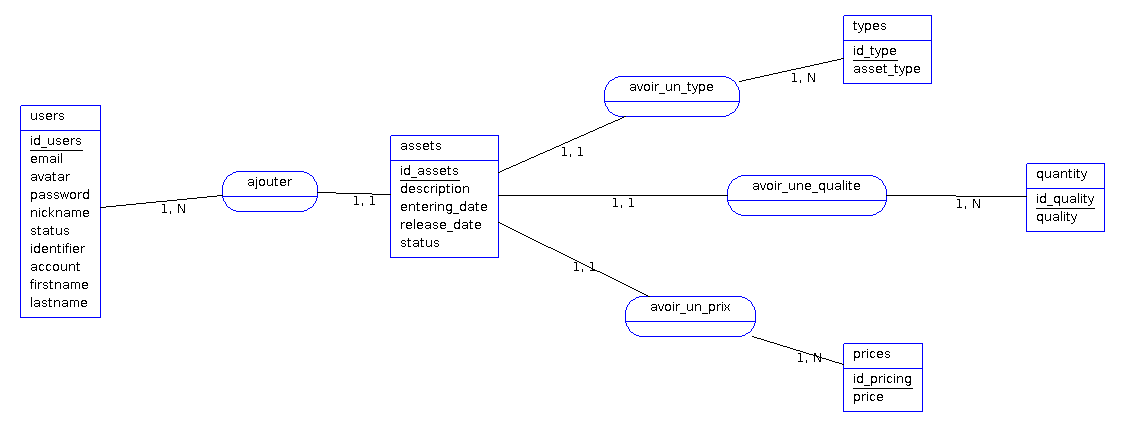 users
id_users
email
avatar
password
nickname
status
identifier
account
firstname
lastname
1, N
ajouter
1, 1
assets
id_assets
description
entering_date
release_date
status
1, 1
avoir_un_type
1, N
types
id_type
asset_type
1, 1
avoir_une_qualite
1, N
quantity
id_quality
quality
1, 1
avoir_un_prix
1, N
prices
id_pricing
price